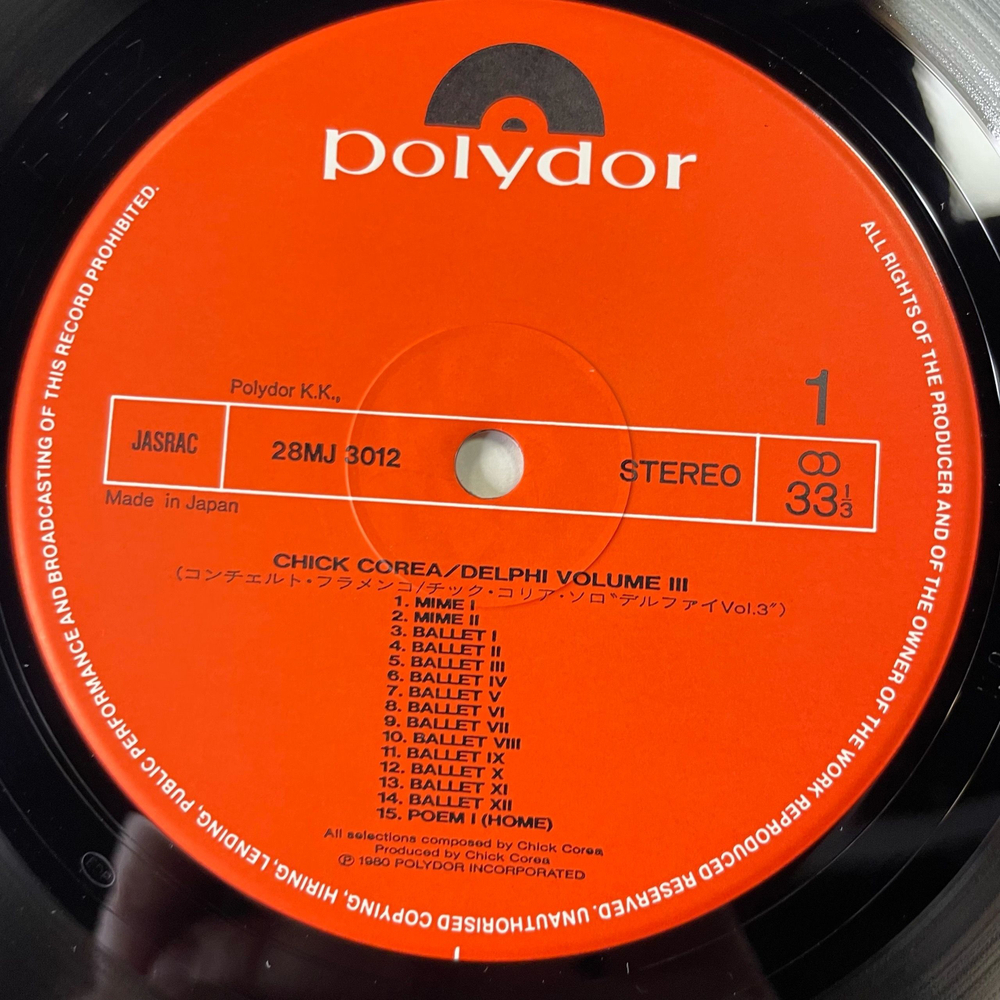 polydor
1
Polydor K.K.,
JASRAC
28MJ 3012
STEREO
33⅓
Made in Japan
CHICK COREA/DELPHI VOLUME III
(コンチェルト・フラメンコ/チック・コリア・ソロ〝デルファイVol.3〟)
1. MIME I
2. MIME II
3. BALLET I
4. BALLET II
5. BALLET III
6. BALLET IV
7. BALLET V
8. BALLET VI
9. BALLET VII
10. BALLET VIII
11. BALLET IX
12. BALLET X
13. BALLET XI
14. BALLET XII
15. POEM I (HOME)
All selections composed by Chick Corea
Produced by Chick Corea
℗ 1980 POLYDOR INCORPORATED
ALL RIGHTS OF THE PRODUCER AND OF THE OWNER OF THE WORK REPRODUCED RESERVED. UNAUTHORISED COPYING, HIRING, LENDING, PUBLIC PERFORMANCE AND BROADCASTING OF THIS RECORD PROHIBITED.